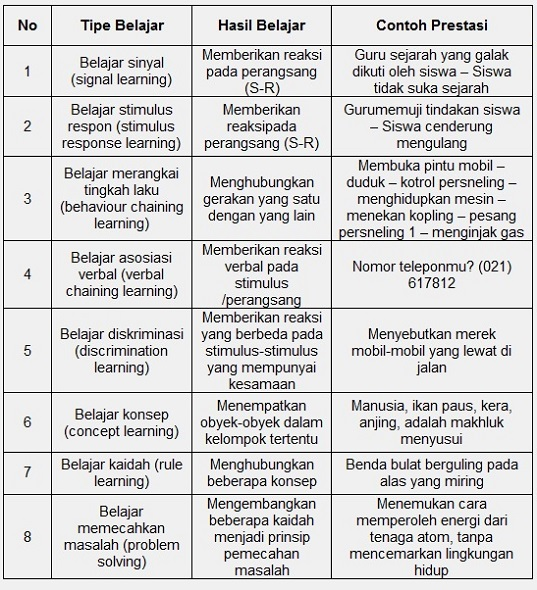 No Tipe Belajar Hasil Belajar Contoh Prestasi
1
Belajar sinyal
(signal learning)
Memberikan reaksi
pada perangsang
(S-R)
Guru sejarah yang galak
dikuti oleh siswa – Siswa
tidak suka sejarah
2
Belajar stimulus
respon (stimulus
response learning)
Memberikan
reaksipada
perangsang (S-R)
Gurumemuji tindakan siswa
– Siswa cenderung
mengulang
3
Belajar merangkai
tingkah laku
(behaviour chaining
learning)
Menghubungkan
gerakan yang satu
dengan yang lain
Membuka pintu mobil –
duduk – kotrol persneling –
menghidupkan mesin –
menekan kopling – pesang
persneling 1 – menginjak gas
4
Belajar asosiasi
verbal (verbal
chaining learning)
Memberikan reaksi
verbal pada
stimulus
/perangsang
Nomor teleponmu? (021)
617812
5
Belajar diskriminasi
(discrimination
learning)
Memberikan reaksi
yang berbeda pada
stimulus-stimulus
yang mempunyai
kesamaan
Menyebutkan merek
mobil-mobil yang lewat di
jalan
6
Belajar konsep
(concept learning)
Menempatkan
obyek-obyek dalam
kelompok tertentu
Manusia, ikan paus, kera,
anjing, adalah makhluk
menyusui
7
Belajar kaidah (rule
learning)
Menghubungkan
beberapa konsep
Benda bulat berguling pada
alas yang miring
8
Belajar
memecahkan
masalah (problem
solving)
Mengembangkan
beberapa kaidah
menjadi prinsip
pemecahan
masalah
Menemukan cara
memperoleh energi dari
tenaga atom, tanpa
mencemarkan lingkungan
hidup